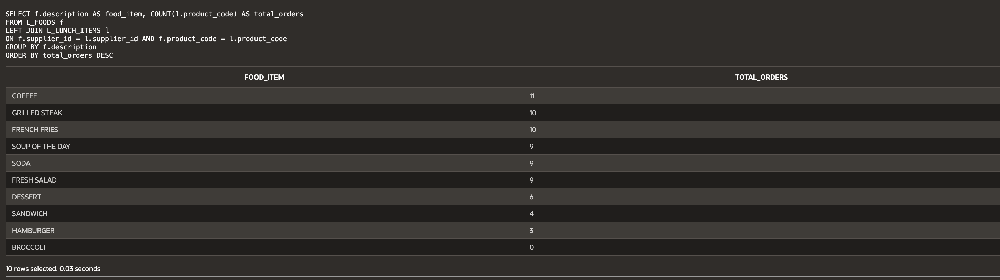 SELECT f.description AS food_item, COUNT(l.product_code) AS total_orders
FROM L_FOODS f
LEFT JOIN L_LUNCH_ITEMS l
ON f.supplier_id = l.supplier_id AND f.product_code = l.product_code
GROUP BY f.description
ORDER BY total_orders DESC
FOOD_ITEM TOTAL_ORDERS
COFFEE 11
GRILLED STEAK 10
FRENCH FRIES 10
SOUP OF THE DAY 9
SODA 9
FRESH SALAD 9
DESSERT 6
SANDWICH 4
HAMBURGER 3
BROCCOLI 0
10 rows selected. 0.03 seconds